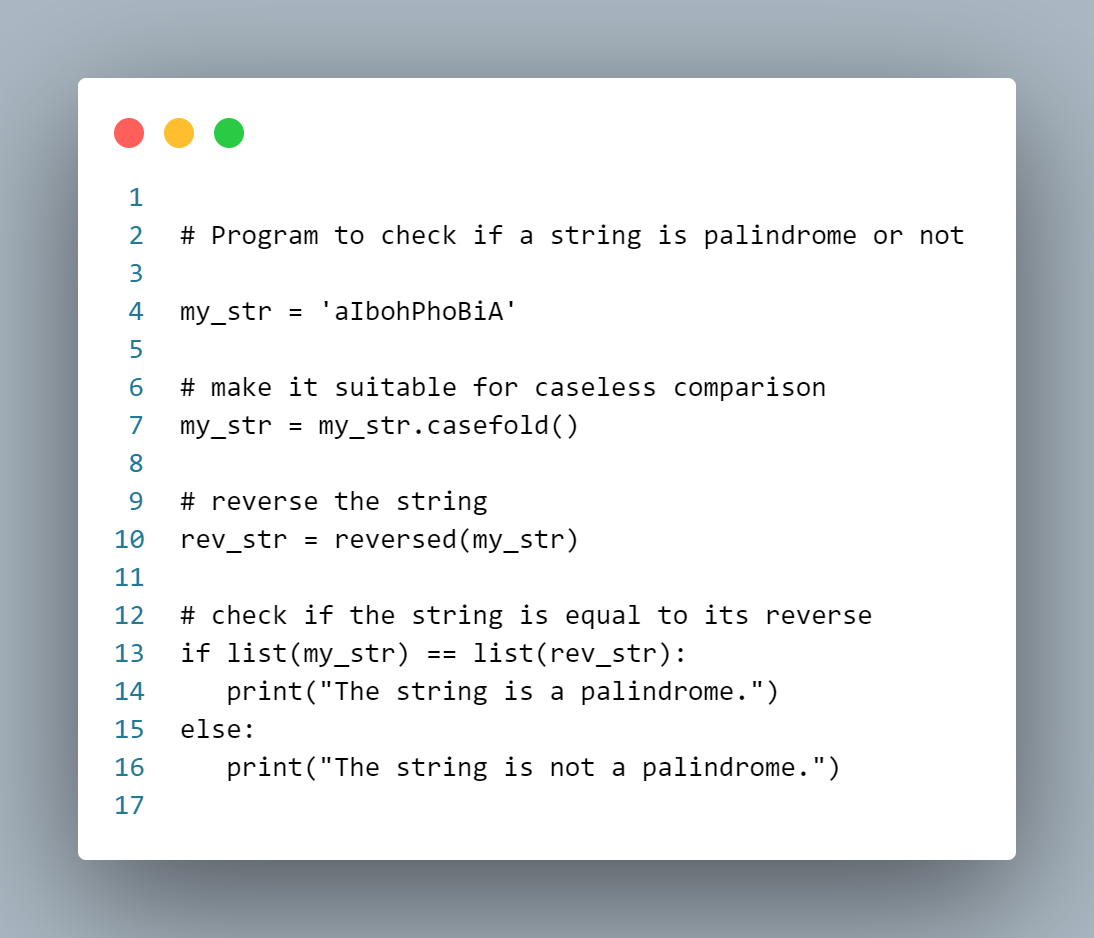 1
2 # Program to check if a string is palindrome or not
3
4 my_str = 'aIbohPhoBiA'
5
6 # make it suitable for caseless comparison
7 my_str = my_str.casefold()
8
9 # reverse the string
10 rev_str = reversed(my_str)
11
12 # check if the string is equal to its reverse
13 if list(my_str) == list(rev_str):
14    print("The string is a palindrome.")
15 else:
16    print("The string is not a palindrome.")
17